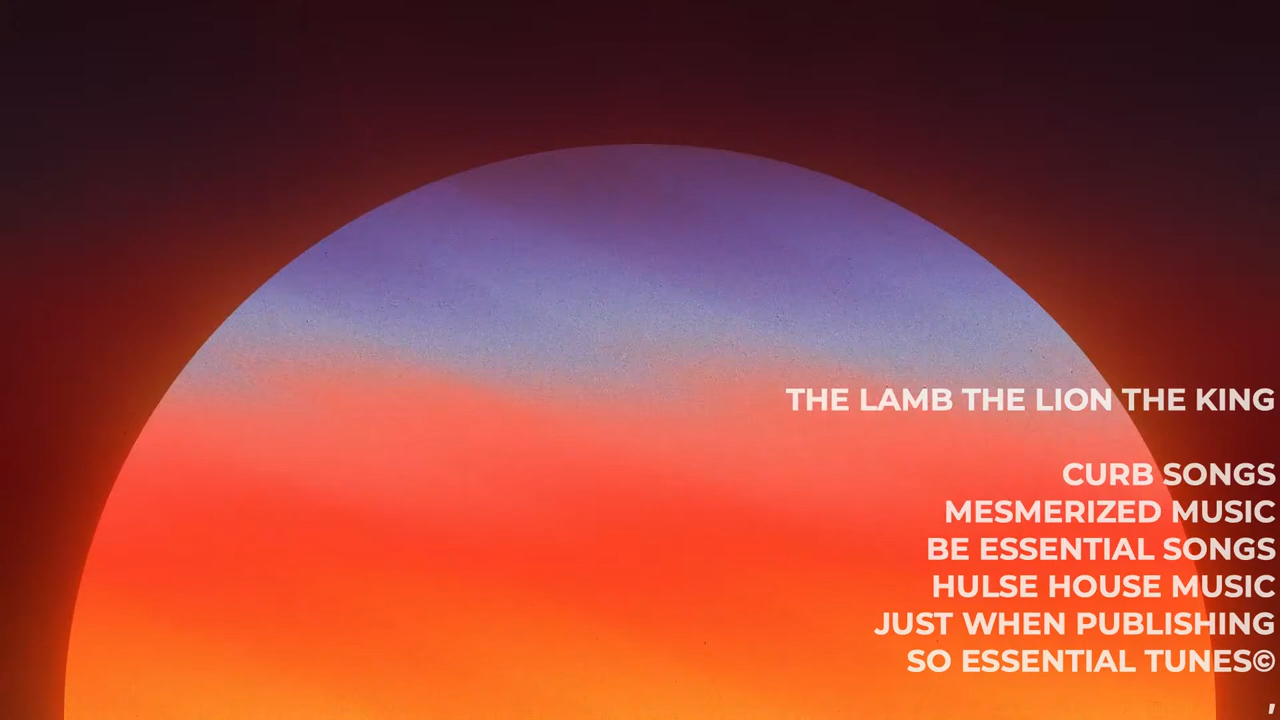 THE LAMB THE LION THE KING
CURB SONGS
MESMERIZED MUSIC
BE ESSENTIAL SONGS
HULSE HOUSE MUSIC
JUST WHEN PUBLISHING
SO ESSENTIAL TUNES©
,